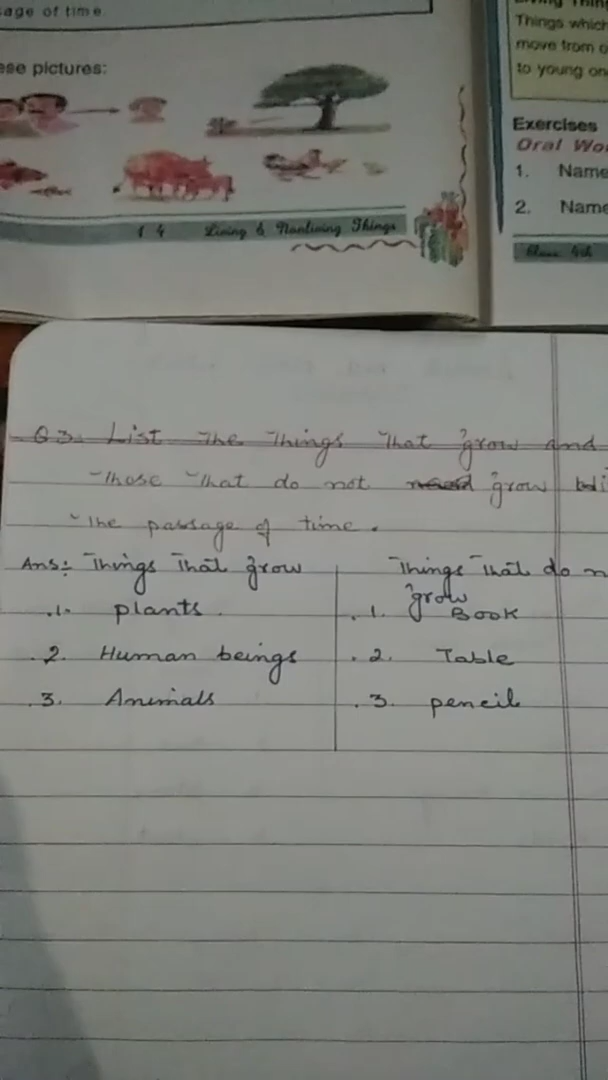 age of time
ese pictures:
14 Living & Nonliving Things
Things which
move from o
to young on
Exercises
Oral Wo
1. Name
2. Name
Class 4th
Q3. List The Things That grow and
Those That do not grow
The passage of time.
Ans: Things That grow
Things That do n
grow
1. plants.
1. Book
2. Human beings
2. Table
3. Animals
3. pencil